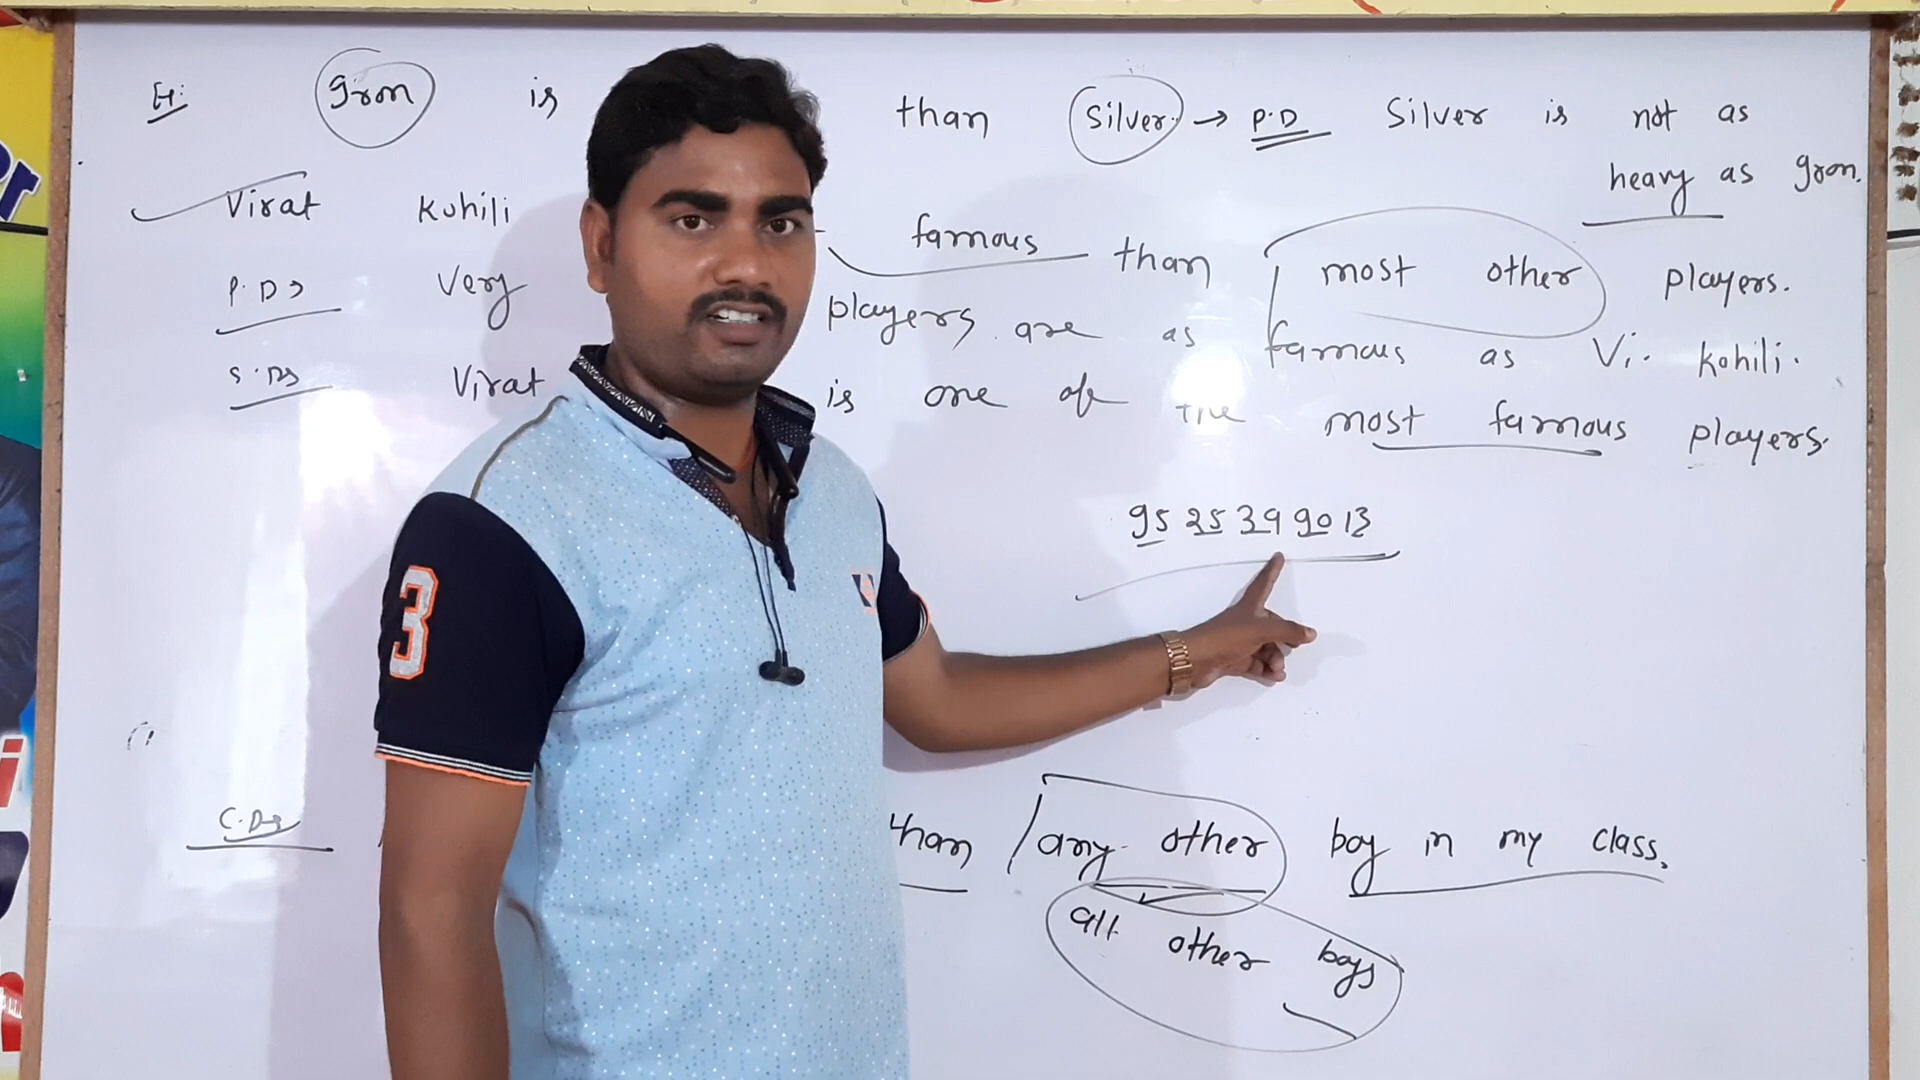 Ex: Iron is than Silver. → P.D Silver is not as
heavy as Iron.
Virat Kohili famous than most other players.
P.D → Very players are as famous as Vi. Kohili.
S.D → Virat is one of the most famous players.
95 25 39 90 13
3
C.D → than any other boy in my class.
all other boys